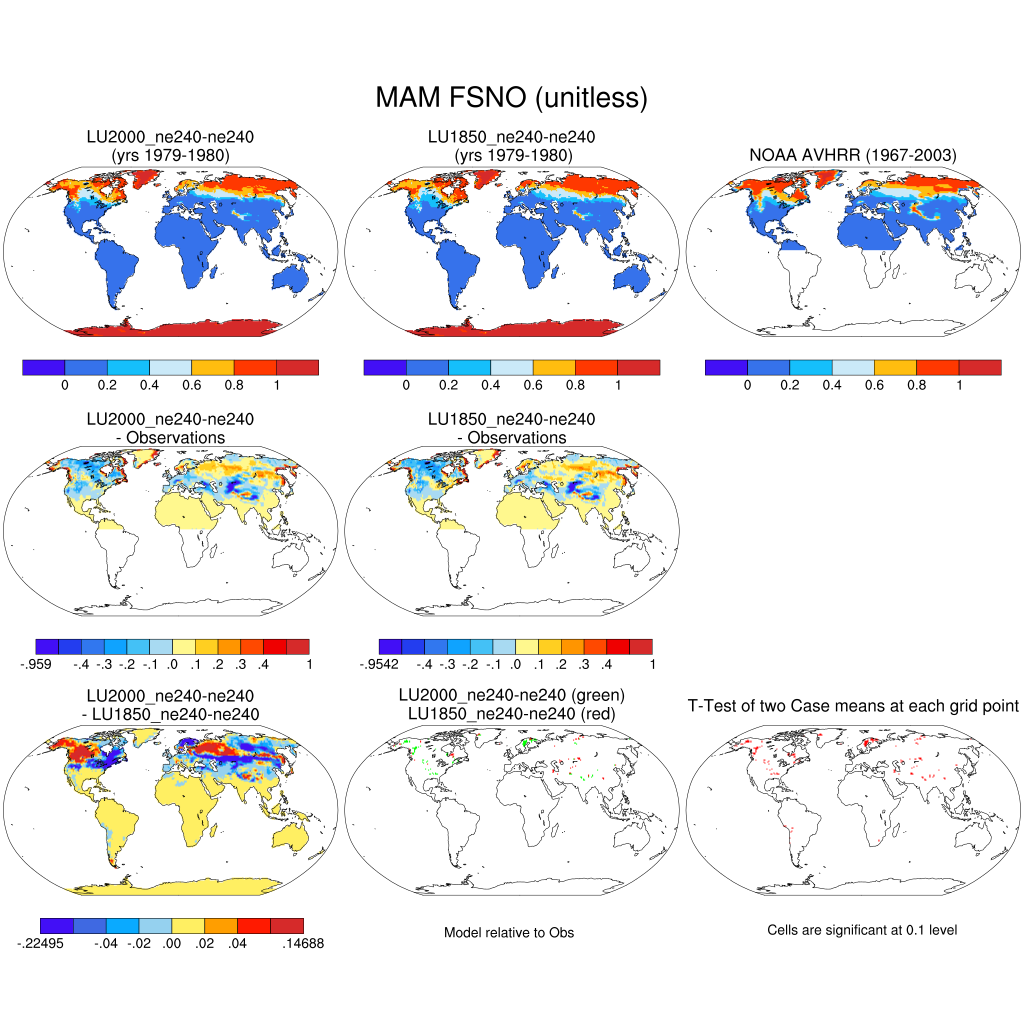 MAM FSNO (unitless)
LU2000_ne240-ne240
(yrs 1979-1980)
LU1850_ne240-ne240
(yrs 1979-1980)
NOAA AVHRR (1967-2003)
0 0.2 0.4 0.6 0.8 1
0 0.2 0.4 0.6 0.8 1
0 0.2 0.4 0.6 0.8 1
LU2000_ne240-ne240
- Observations
LU1850_ne240-ne240
- Observations
-.959 -.4 -.3 -.2 -.1 .0 .1 .2 .3 .4 1
-.9542 -.4 -.3 -.2 -.1 .0 .1 .2 .3 .4 1
LU2000_ne240-ne240
- LU1850_ne240-ne240
LU2000_ne240-ne240 (green)
LU1850_ne240-ne240 (red)
T-Test of two Case means at each grid point
-.22495 -.04 -.02 .00 .02 .04 .14688
Model relative to Obs
Cells are significant at 0.1 level